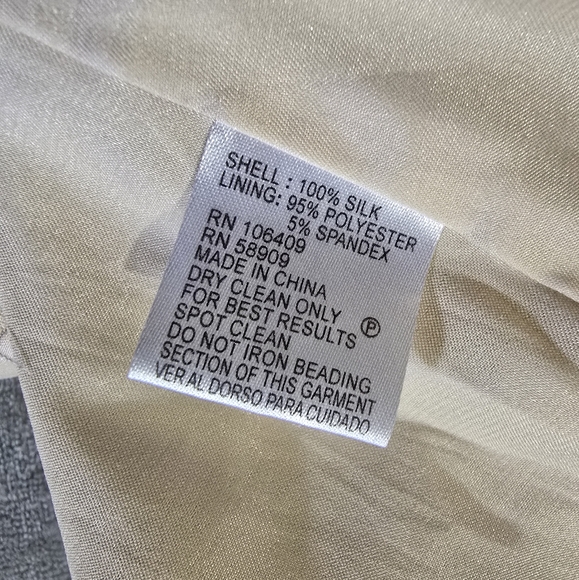 SHELL : 100% SILK
LINING: 95% POLYESTER
5% SPANDEX
RN 106409
RN 58909
MADE IN CHINA
DRY CLEAN ONLY
FOR BEST RESULTS Ⓟ
SPOT CLEAN
DO NOT IRON BEADING
SECTION OF THIS GARMENT
VER AL DORSO PARA CUIDADO